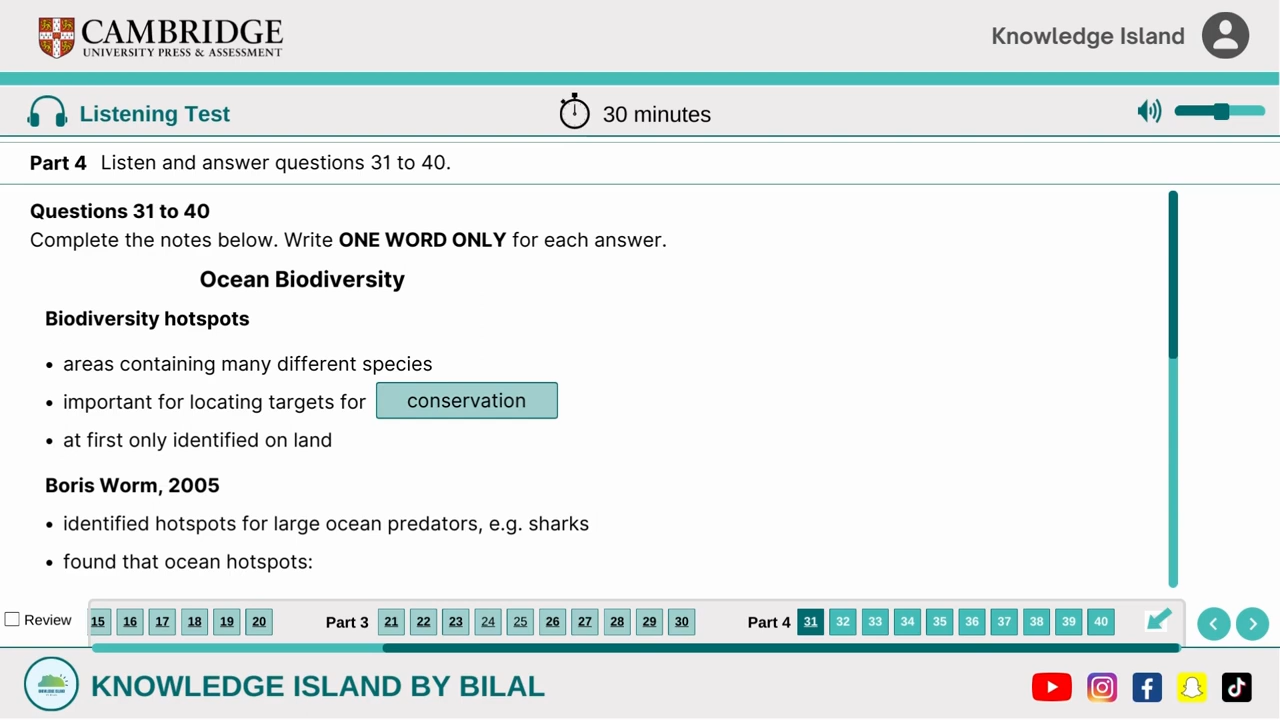 CAMBRIDGE
UNIVERSITY PRESS & ASSESSMENT
Knowledge Island
Listening Test
30 minutes
Part 4 Listen and answer questions 31 to 40.
Questions 31 to 40
Complete the notes below. Write ONE WORD ONLY for each answer.
Ocean Biodiversity
Biodiversity hotspots
• areas containing many different species
• important for locating targets for conservation
• at first only identified on land
Boris Worm, 2005
• identified hotspots for large ocean predators, e.g. sharks
• found that ocean hotspots:
Review 15 16 17 18 19 20 Part 3 21 22 23 24 25 26 27 28 29 30 Part 4 31 32 33 34 35 36 37 38 39 40
KNOWLEDGE ISLAND BY BILAL